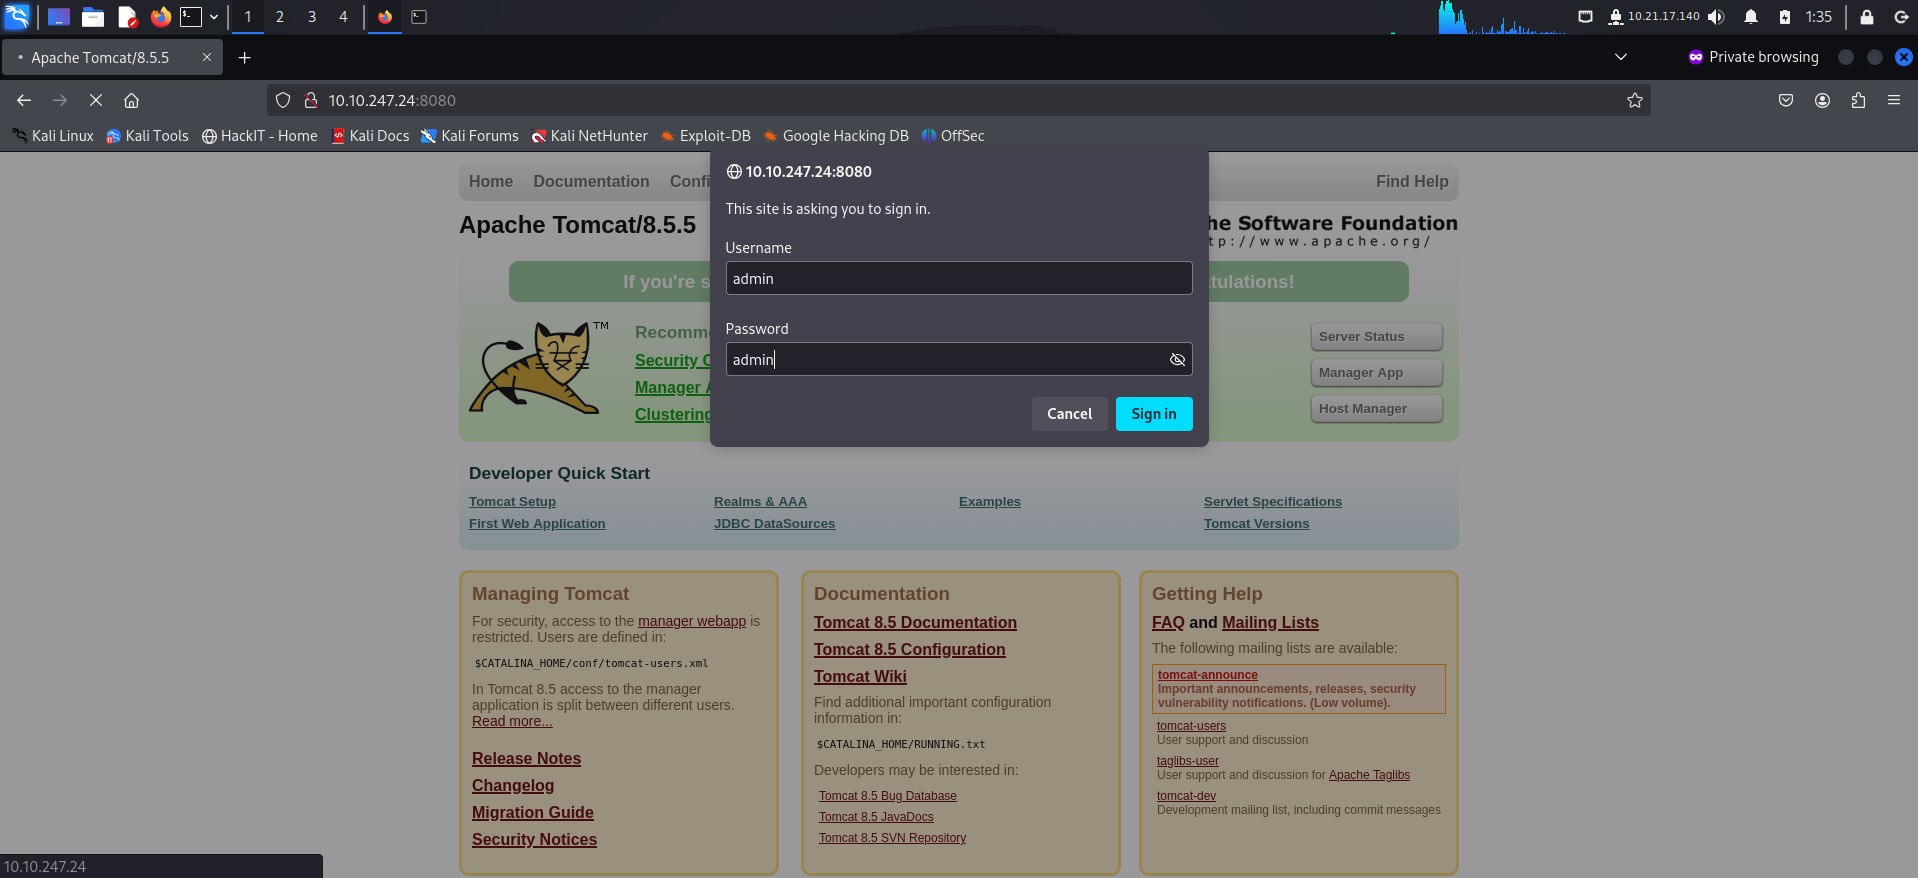 1 2 3 4 10.21.17.140 1:35
Apache Tomcat/8.5.5 Private browsing
10.10.247.24:8080
Kali Linux Kali Tools HackIT - Home Kali Docs Kali Forums Kali NetHunter Exploit-DB Google Hacking DB OffSec
10.10.247.24:8080
This site is asking you to sign in.
Username
admin
Password
admin
Cancel Sign in
Home Documentation Confi Find Help
Apache Tomcat/8.5.5
he Software Foundation
tp://www.apache.org/
If you're s tulations!
TM
Recomm
Security C
Manager A
Clustering
Server Status
Manager App
Host Manager
Developer Quick Start
Tomcat Setup Realms & AAA Examples Servlet Specifications
First Web Application JDBC DataSources Tomcat Versions
Managing Tomcat
For security, access to the manager webapp is
restricted. Users are defined in:
$CATALINA_HOME/conf/tomcat-users.xml
In Tomcat 8.5 access to the manager
application is split between different users.
Read more...
Release Notes
Changelog
Migration Guide
Security Notices
Documentation
Tomcat 8.5 Documentation
Tomcat 8.5 Configuration
Tomcat Wiki
Find additional important configuration
information in:
$CATALINA_HOME/RUNNING.txt
Developers may be interested in:
Tomcat 8.5 Bug Database
Tomcat 8.5 JavaDocs
Tomcat 8.5 SVN Repository
Getting Help
FAQ and Mailing Lists
The following mailing lists are available:
tomcat-announce
Important announcements, releases, security
vulnerability notifications. (Low volume).
tomcat-users
User support and discussion
taglibs-user
User support and discussion for Apache Taglibs
tomcat-dev
Development mailing list, including commit messages
10.10.247.24